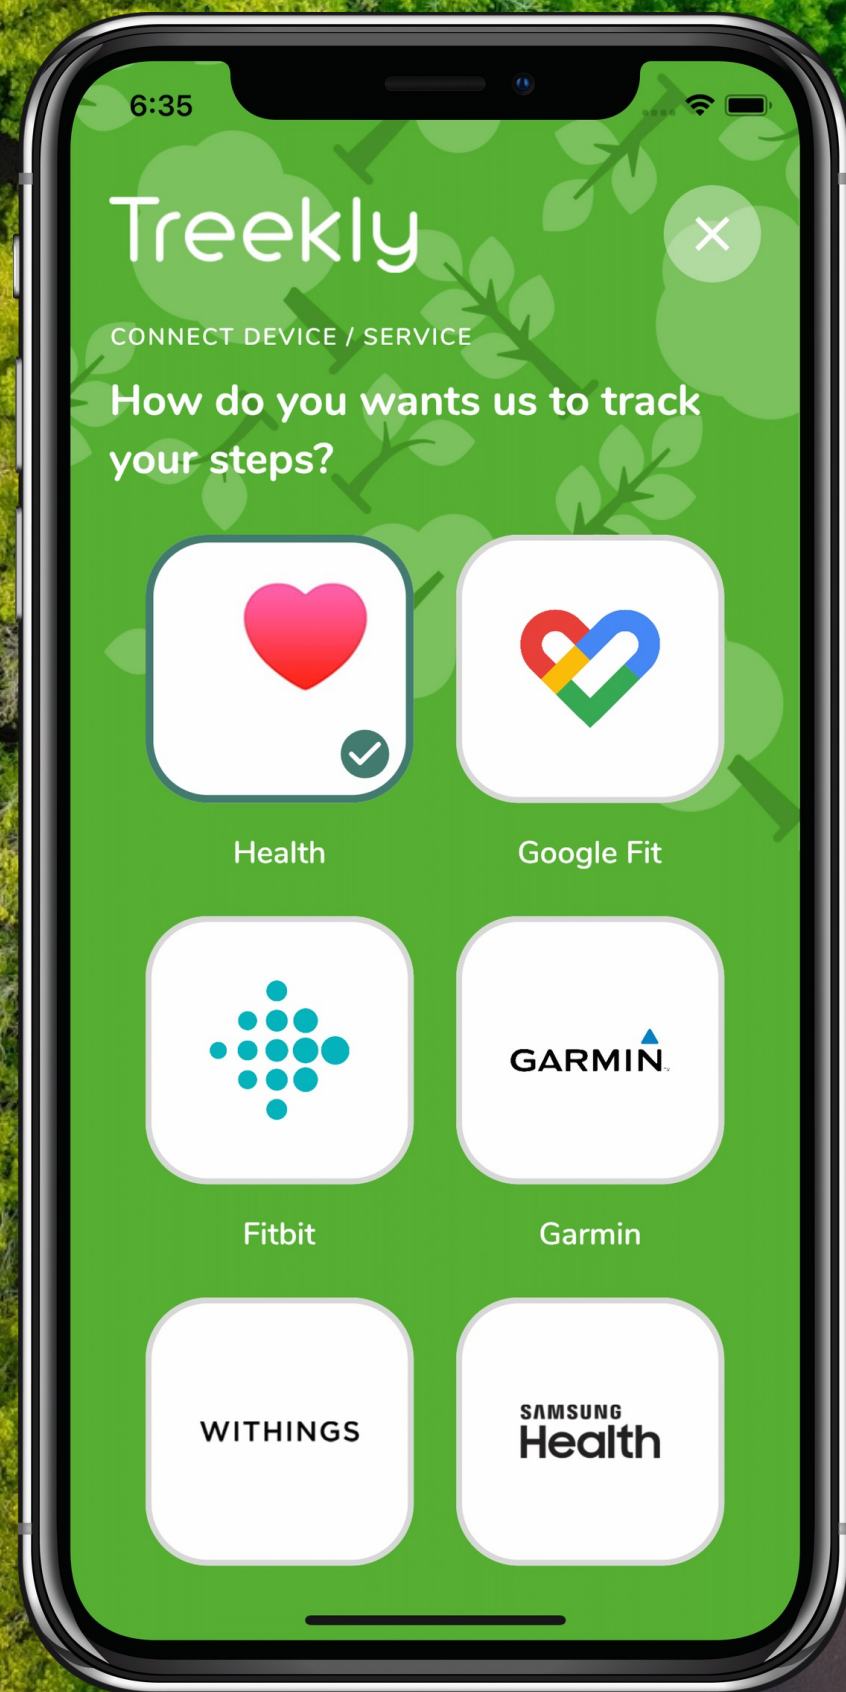 6:35
Treekly
CONNECT DEVICE / SERVICE
How do you wants us to track
your steps?
Health
Google Fit
GARMIN
Fitbit
Garmin
WITHINGS
SAMSUNG
Health